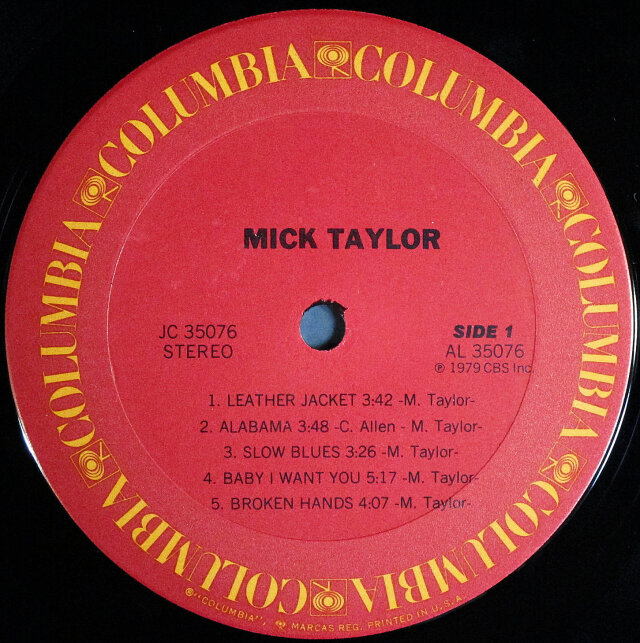 COLUMBIA COLUMBIA COLUMBIA COLUMBIA COLUMBIA COLUMBIA COLUMBIA
MICK TAYLOR
JC 35076
STEREO
SIDE 1
AL 35076
℗ 1979 CBS Inc.
1. LEATHER JACKET 3:42 -M. Taylor-
2. ALABAMA 3:48 -C. Allen - M. Taylor-
3. SLOW BLUES 3:26 -M. Taylor-
4. BABY I WANT YOU 5:17 -M. Taylor-
5. BROKEN HANDS 4:07 -M. Taylor-
®"COLUMBIA", MARCAS REG. PRINTED IN U.S.A.